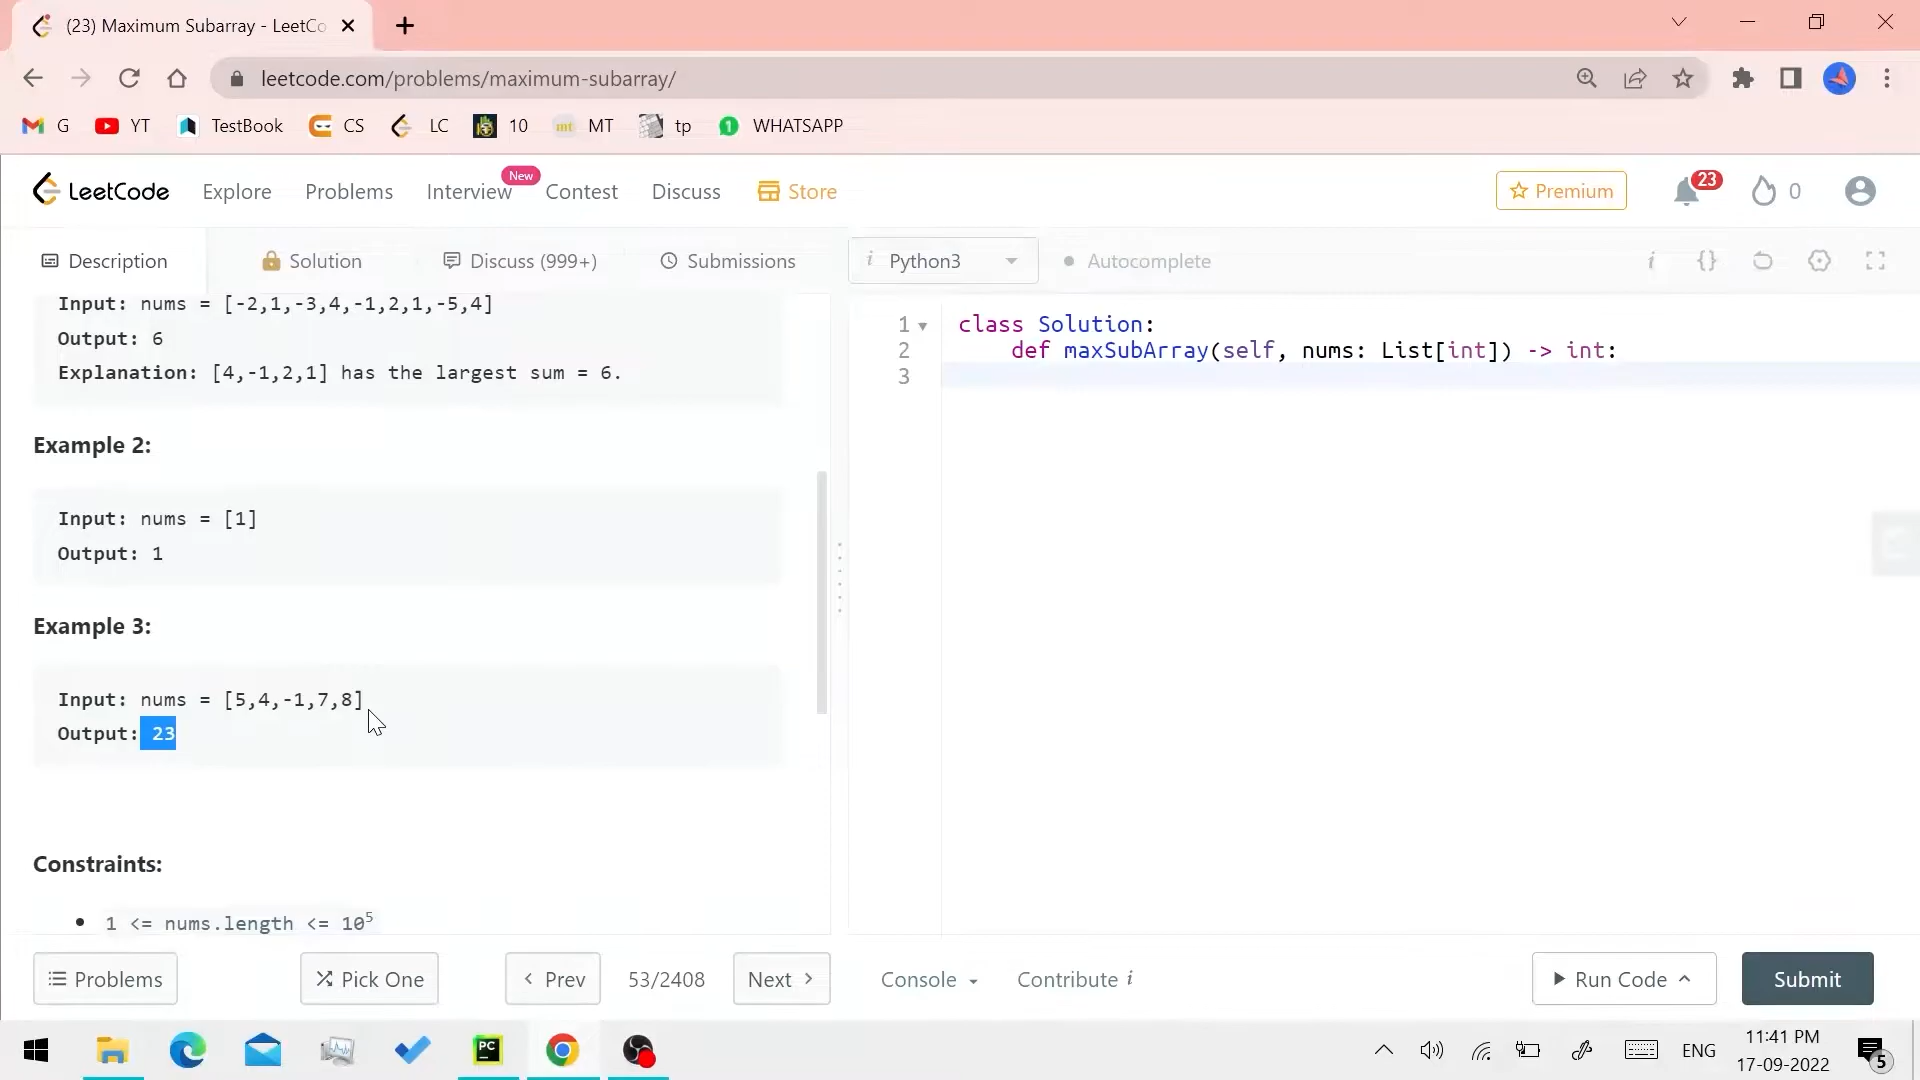 (23) Maximum Subarray - LeetCo
leetcode.com/problems/maximum-subarray/
G YT TestBook CS LC 10 MT tp WHATSAPP
LeetCode Explore Problems Interview New Contest Discuss Store Premium 23 0
Description Solution Discuss (999+) Submissions
i Python3 Autocomplete i {}
Input: nums = [-2,1,-3,4,-1,2,1,-5,4]
Output: 6
Explanation: [4,-1,2,1] has the largest sum = 6.
Example 2:
Input: nums = [1]
Output: 1
Example 3:
Input: nums = [5,4,-1,7,8]
Output: 23
Constraints:
1 <= nums.length <= 10⁵
1 class Solution:
2 def maxSubArray(self, nums: List[int]) -> int:
3
Problems Pick One Prev 53/2408 Next Console Contribute i Run Code Submit
PC
ENG
11:41 PM
17-09-2022
5